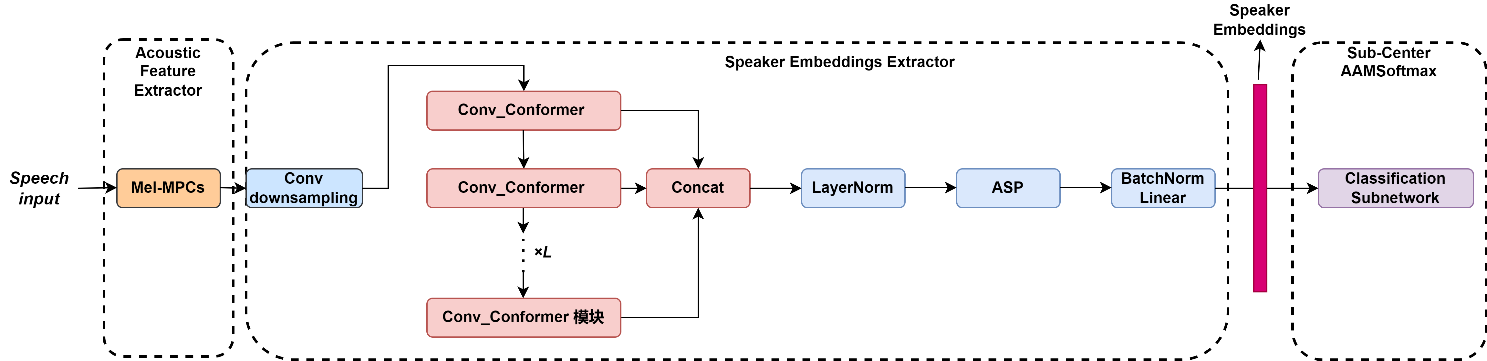 Acoustic
Feature
Extractor
Speaker Embeddings Extractor
Speaker
Embeddings
Sub-Center
AAMSoftmax
Speech
input
Mel-MPCs
Conv
downsampling
Conv_Conformer
Conv_Conformer
×L
Conv_Conformer 模块
Concat
LayerNorm
ASP
BatchNorm
Linear
Classification
Subnetwork